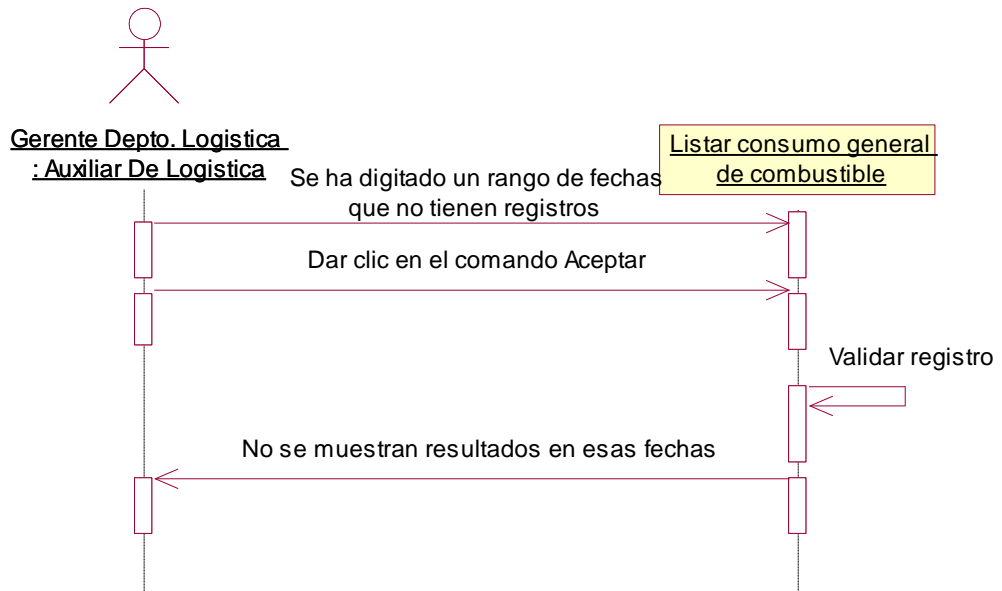 Gerente Depto. Logistica
: Auxiliar De Logistica
Listar consumo general
de combustible
Se ha digitado un rango de fechas
que no tienen registros
Dar clic en el comando Aceptar
Validar registro
No se muestran resultados en esas fechas